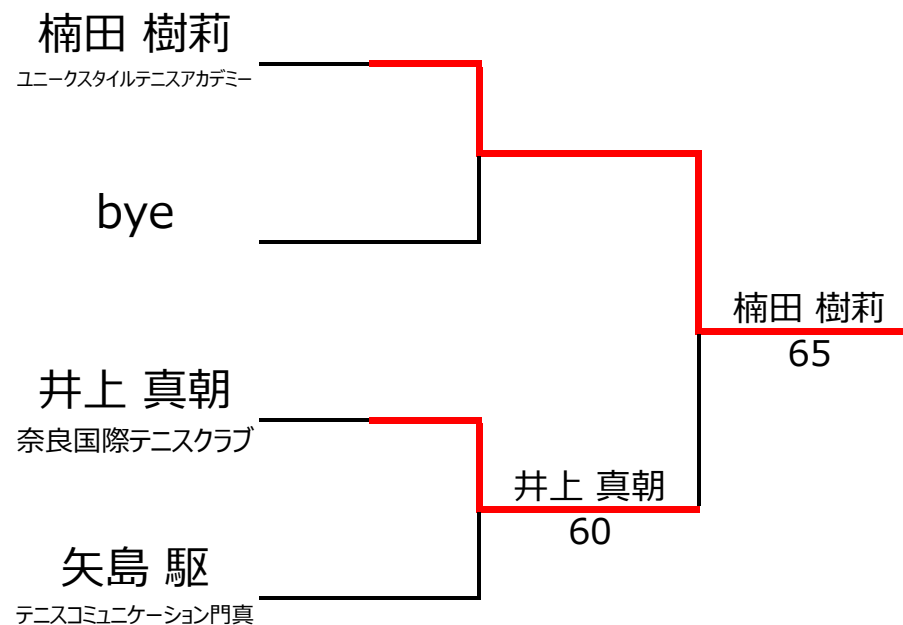 楠田 樹莉
ユニークスタイルテニスアカデミー
bye
楠田 樹莉
65
井上 真朝
奈良国際テニスクラブ
井上 真朝
60
矢島 駆
テニスコミュニケーション門真